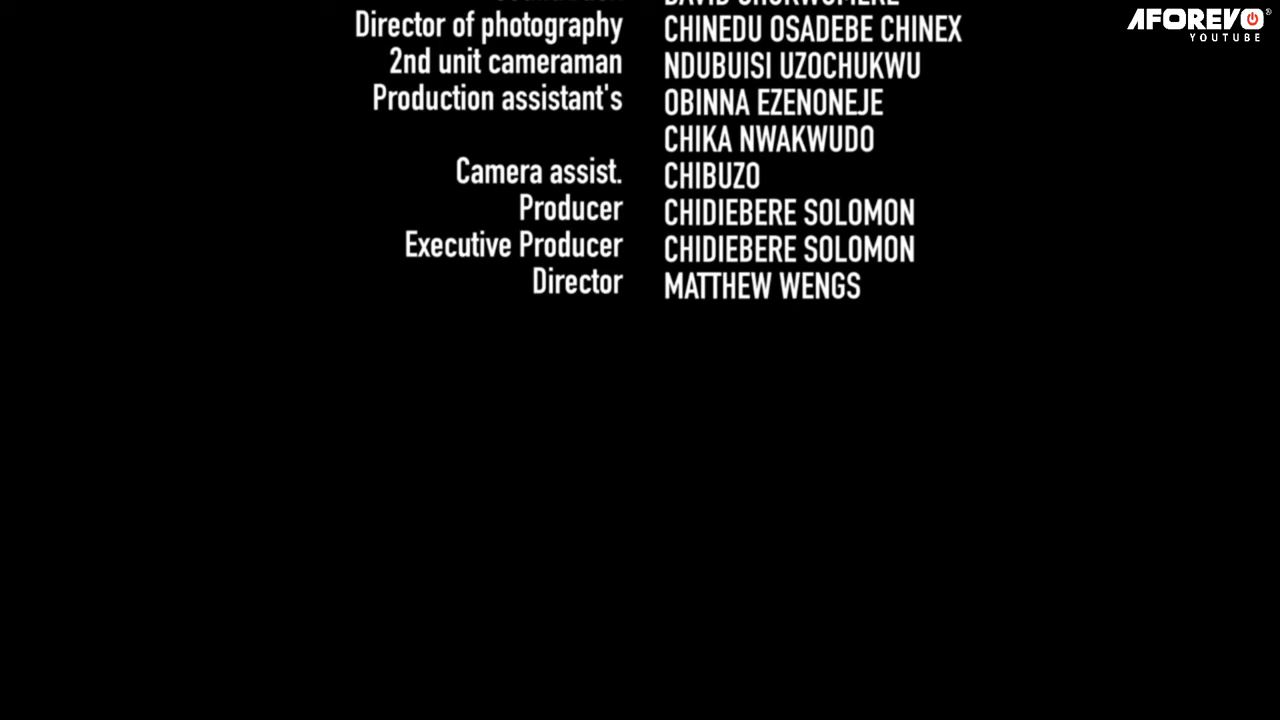 AFOREVO
YOUTUBE
Director of photography CHINEDU OSADEBE CHINEX
2nd unit cameraman NDUBUISI UZOCHUKWU
Production assistant's OBINNA EZENONEJE
CHIKA NWAKWUDO
Camera assist. CHIBUZO
Producer CHIDIEBERE SOLOMON
Executive Producer CHIDIEBERE SOLOMON
Director MATTHEW WENGS